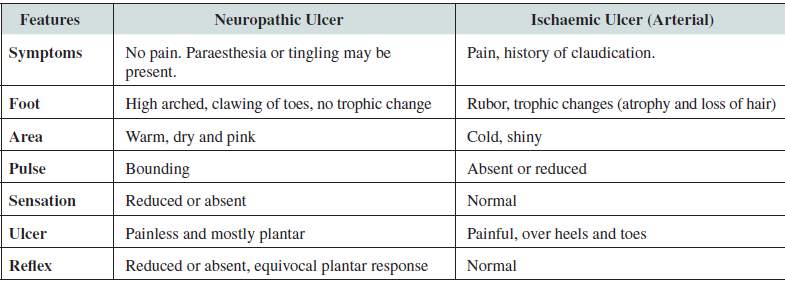 Features Neuropathic Ulcer Ischaemic Ulcer (Arterial)
Symptoms No pain. Paraesthesia or tingling may be Pain, history of claudication.
present.
Foot High arched, clawing of toes, no trophic change Rubor, trophic changes (atrophy and loss of hair)
Area Warm, dry and pink Cold, shiny
Pulse Bounding Absent or reduced
Sensation Reduced or absent Normal
Ulcer Painless and mostly plantar Painful, over heels and toes
Reflex Reduced or absent, equivocal plantar response Normal